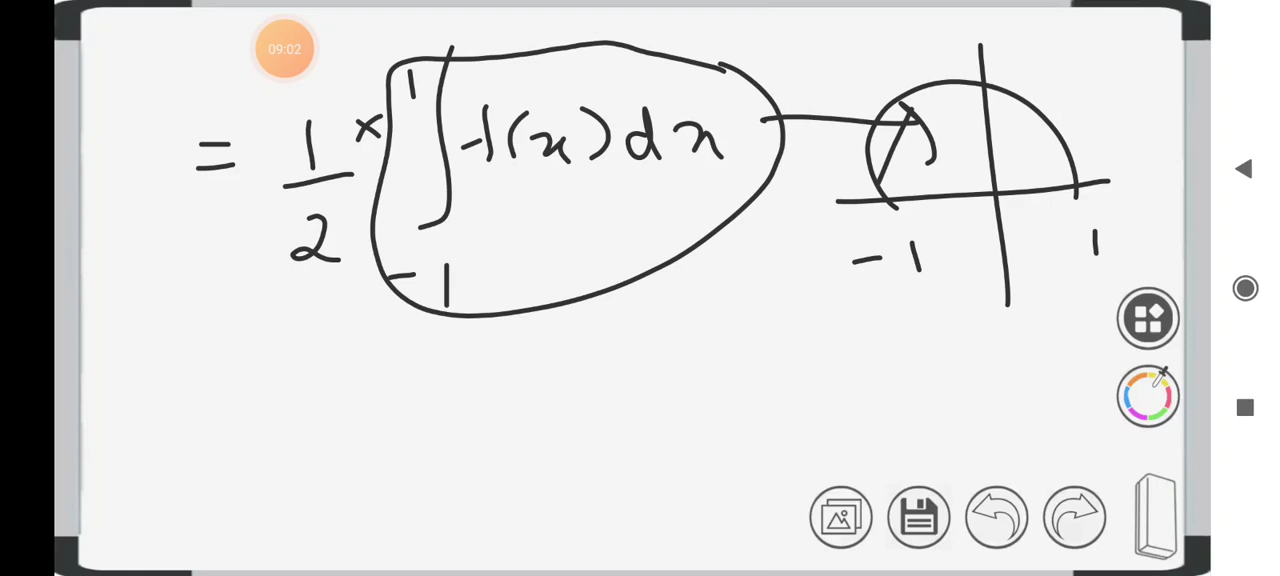 09:02
= 1/2 × ∫_{-1}^{1} f(x) dx
-1 1